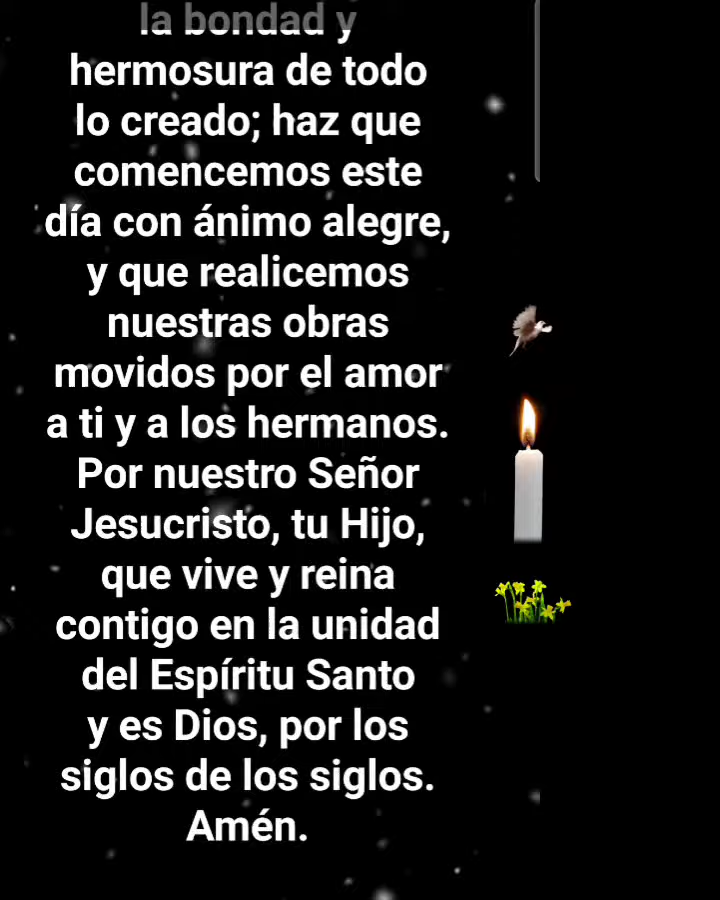 la bondad y
hermosura de todo
lo creado; haz que
comencemos este
día con ánimo alegre,
y que realicemos
nuestras obras
movidos por el amor
a ti y a los hermanos.
Por nuestro Señor
Jesucristo, tu Hijo,
que vive y reina
contigo en la unidad
del Espíritu Santo
y es Dios, por los
siglos de los siglos.
Amén.